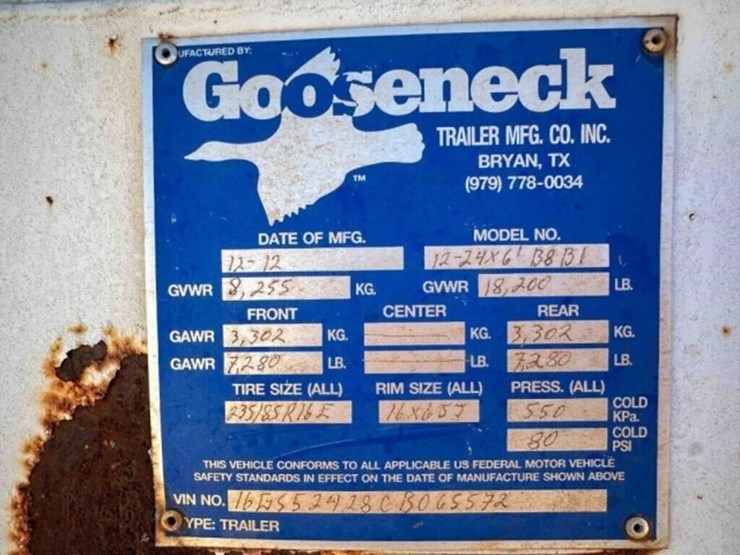 UFACTURED BY:
Gooseneck
TRAILER MFG. CO. INC.
BRYAN, TX
(979) 778-0034
TM
DATE OF MFG. MODEL NO.
12-12 12-24X6' B8B1
GVWR 8,255 KG. GVWR 18,200 LB.
FRONT CENTER REAR
GAWR 3,302 KG. KG. 3,302 KG.
GAWR 7,280 LB. LB. 7,280 LB.
TIRE SIZE (ALL) RIM SIZE (ALL) PRESS. (ALL)
235/85R16E 16X6.5J 550 COLD KPa.
80 COLD PSI
THIS VEHICLE CONFORMS TO ALL APPLICABLE US FEDERAL MOTOR VEHICLE
SAFETY STANDARDS IN EFFECT ON THE DATE OF MANUFACTURE SHOWN ABOVE
VIN NO.
YPE: TRAILER